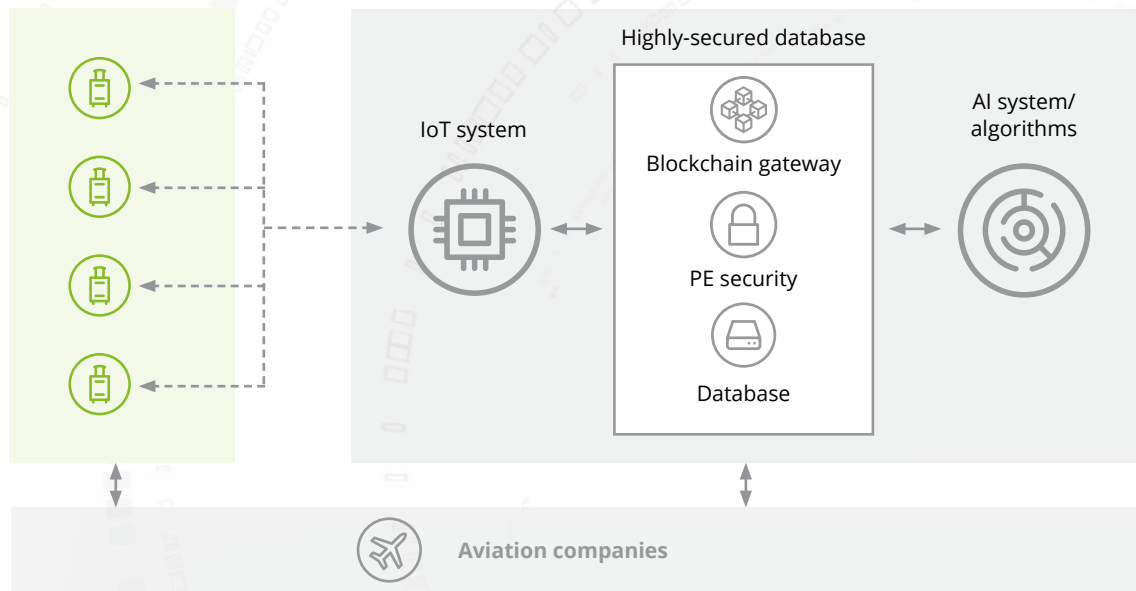 Highly-secured database
IoT system
Blockchain gateway
PE security
Database
AI system/
algorithms
Aviation companies